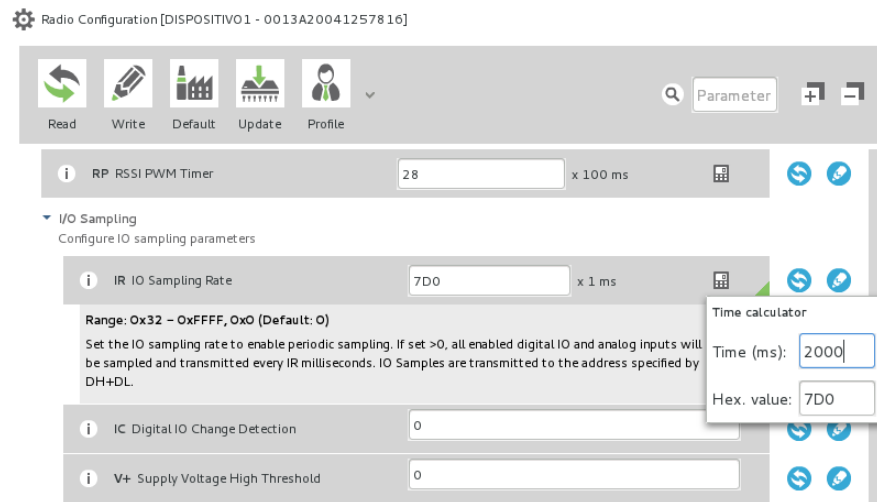 Radio Configuration [DISPOSITIVO1 - 0013A20041257816]
Read Write Default Update Profile Parameter
RP RSSI PWM Timer 28 x 100 ms
I/O Sampling
Configure IO sampling parameters
IR IO Sampling Rate 7D0 x 1 ms
Time calculator
Range: 0x32 - 0xFFFF, 0x0 (Default: 0)
Set the IO sampling rate to enable periodic sampling. If set >0, all enabled digital IO and analog inputs will
Time (ms): 2000
be sampled and transmitted every IR milliseconds. IO Samples are transmitted to the address specified by
DH+DL.
Hex. value: 7D0
IC Digital IO Change Detection 0
V+ Supply Voltage High Threshold 0